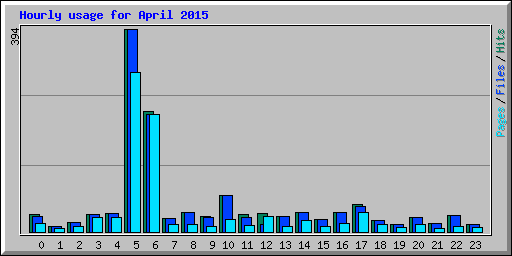 Hourly usage for April 2015
394
Pages/Files/Hits
0 1 2 3 4 5 6 7 8 9 10 11 12 13 14 15 16 17 18 19 20 21 22 23